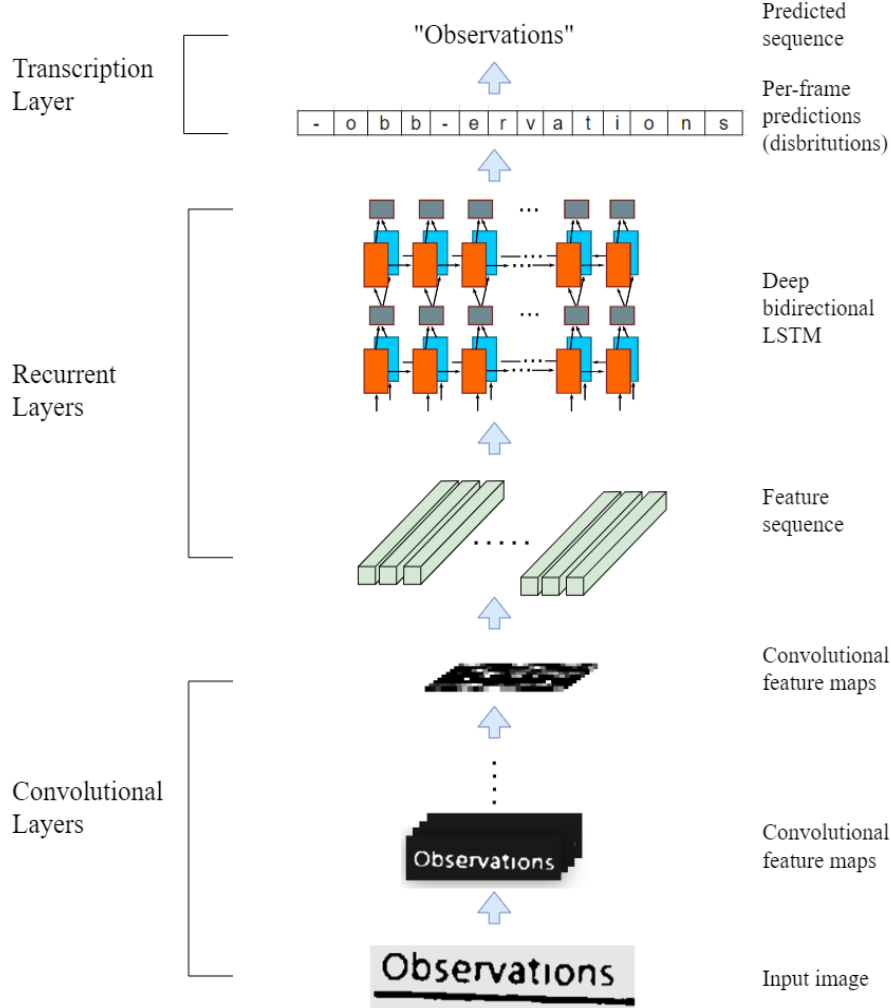 "Observations"
Predicted
sequence
Transcription
Layer
- o b b - e r v a t i o n s
Per-frame
predictions
(disbritutions)
Deep
bidirectional
LSTM
Recurrent
Layers
Feature
sequence
Convolutional
feature maps
Convolutional
Layers
Observations
Convolutional
feature maps
Observations
Input image